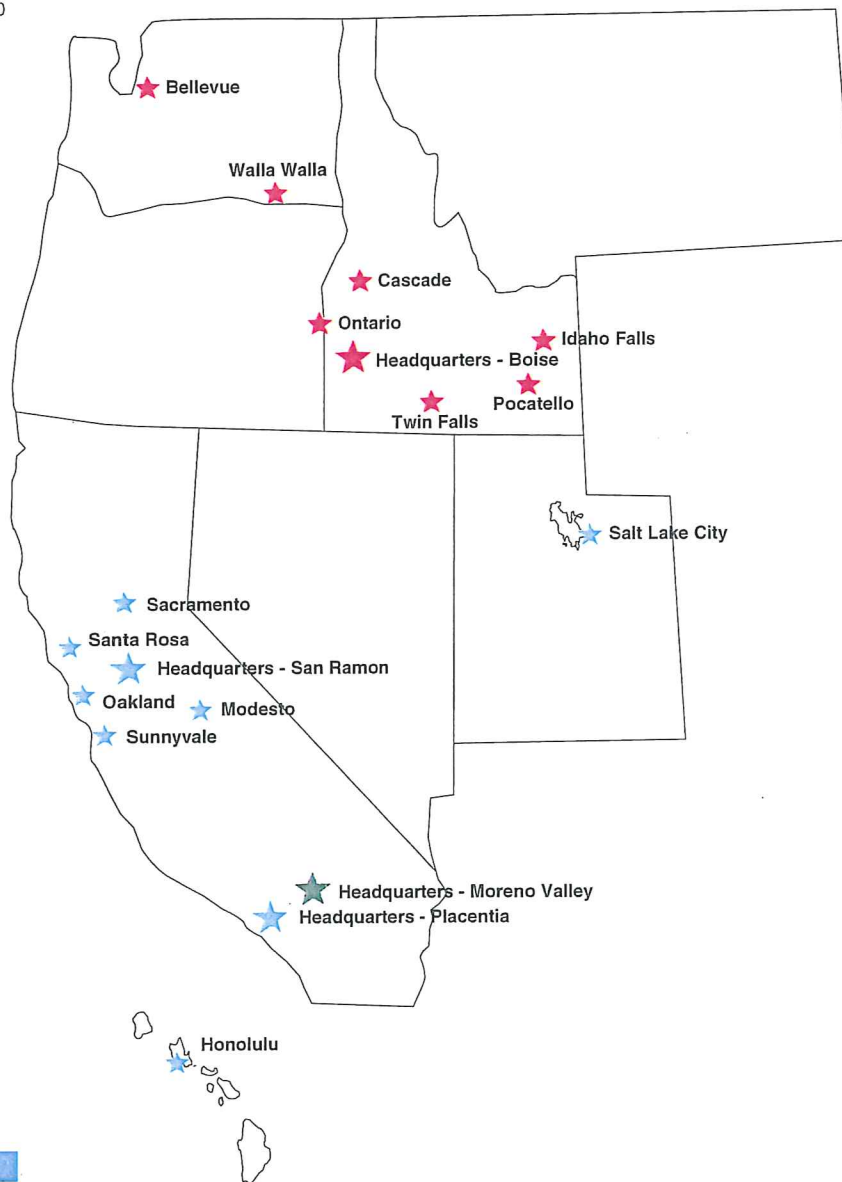 Bellevue
Walla Walla
Cascade
Ontario
Idaho Falls
Headquarters - Boise
Pocatello
Twin Falls
Salt Lake City
Sacramento
Santa Rosa
Headquarters - San Ramon
Oakland
Modesto
Sunnyvale
Headquarters - Moreno Valley
Headquarters - Placentia
Honolulu